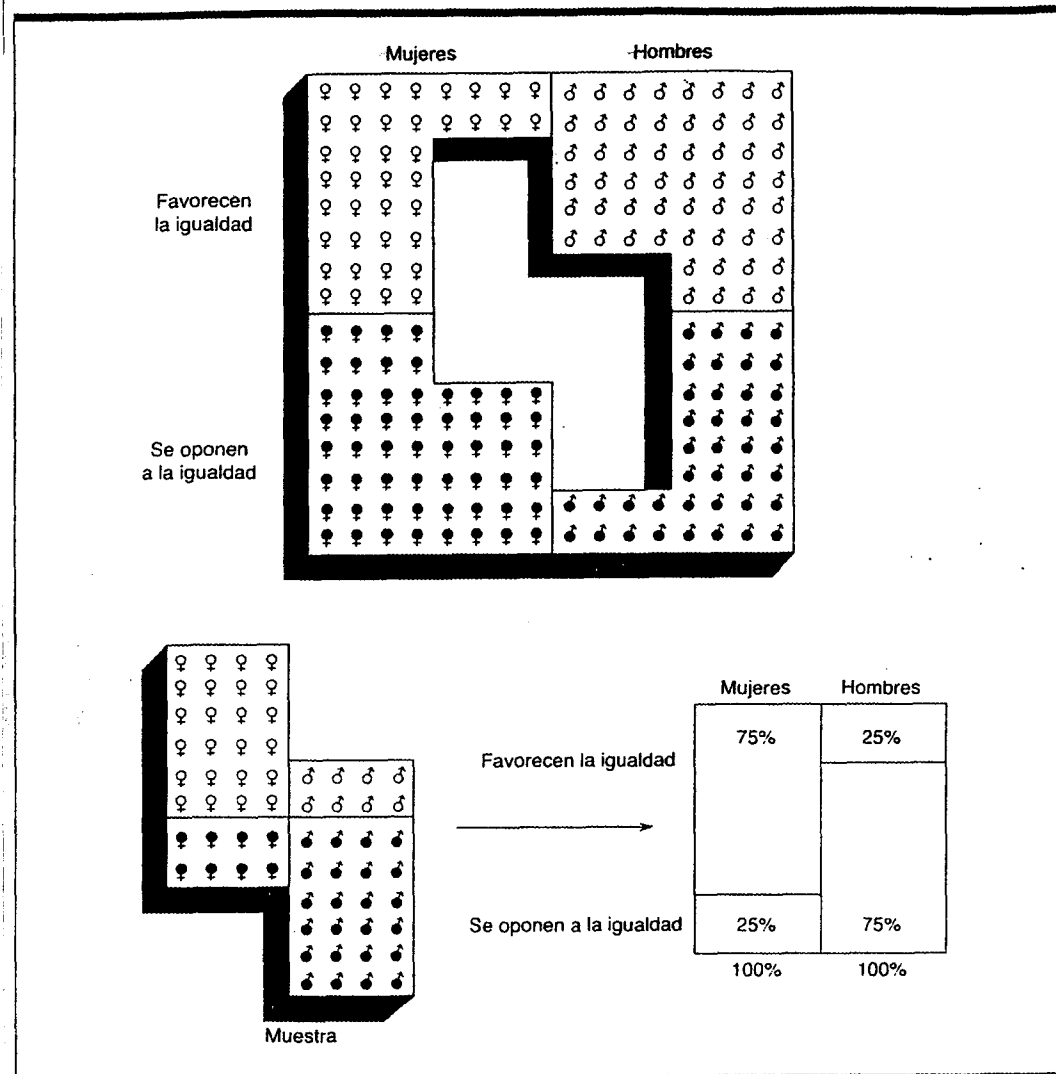 Mujeres Hombres
Favorecen
la igualdad
Se oponen
a la igualdad
Mujeres Hombres
Favorecen la igualdad 75% 25%
Se oponen a la igualdad 25% 75%
100% 100%
Muestra